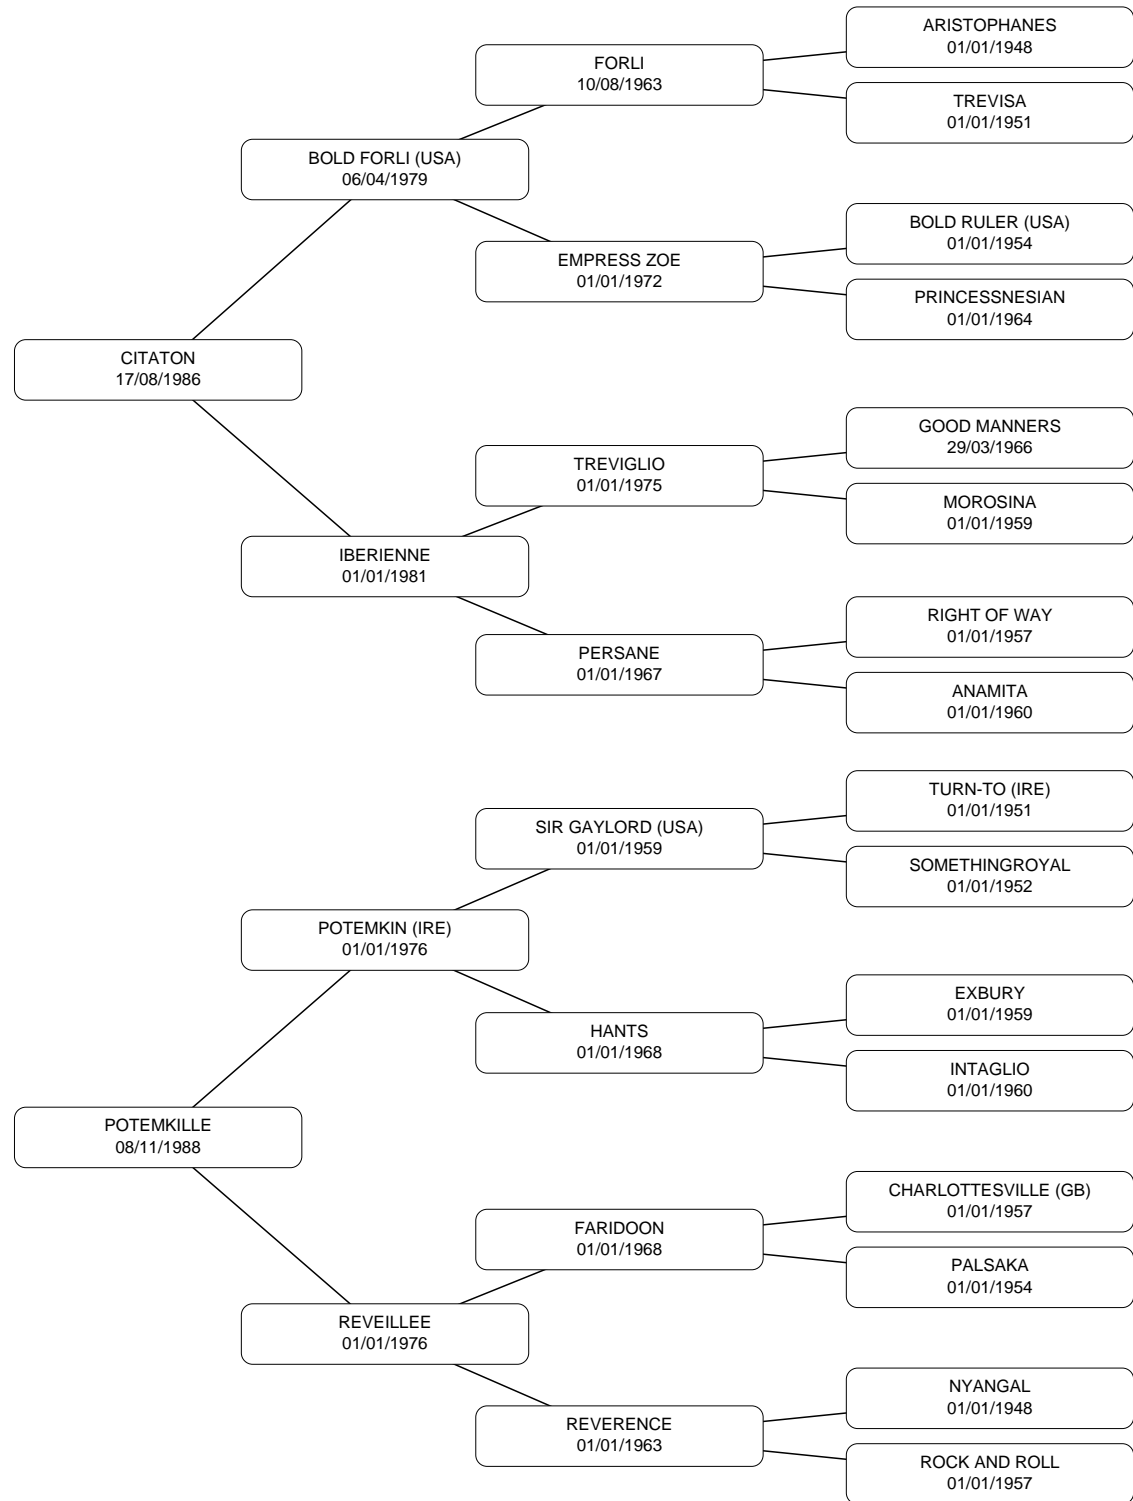 ARISTOPHANES
01/01/1948
FORLI
10/08/1963
TREVISA
01/01/1951
BOLD FORLI (USA)
06/04/1979
BOLD RULER (USA)
01/01/1954
EMPRESS ZOE
01/01/1972
PRINCESSNESIAN
01/01/1964
CITATON
17/08/1986
GOOD MANNERS
29/03/1966
TREVIGLIO
01/01/1975
MOROSINA
01/01/1959
IBERIENNE
01/01/1981
RIGHT OF WAY
01/01/1957
PERSANE
01/01/1967
ANAMITA
01/01/1960
TURN-TO (IRE)
01/01/1951
SIR GAYLORD (USA)
01/01/1959
SOMETHINGROYAL
01/01/1952
POTEMKIN (IRE)
01/01/1976
EXBURY
01/01/1959
HANTS
01/01/1968
INTAGLIO
01/01/1960
POTEMKILLE
08/11/1988
CHARLOTTESVILLE (GB)
01/01/1957
FARIDOON
01/01/1968
PALSAKA
01/01/1954
REVEILLEE
01/01/1976
NYANGAL
01/01/1948
REVERENCE
01/01/1963
ROCK AND ROLL
01/01/1957